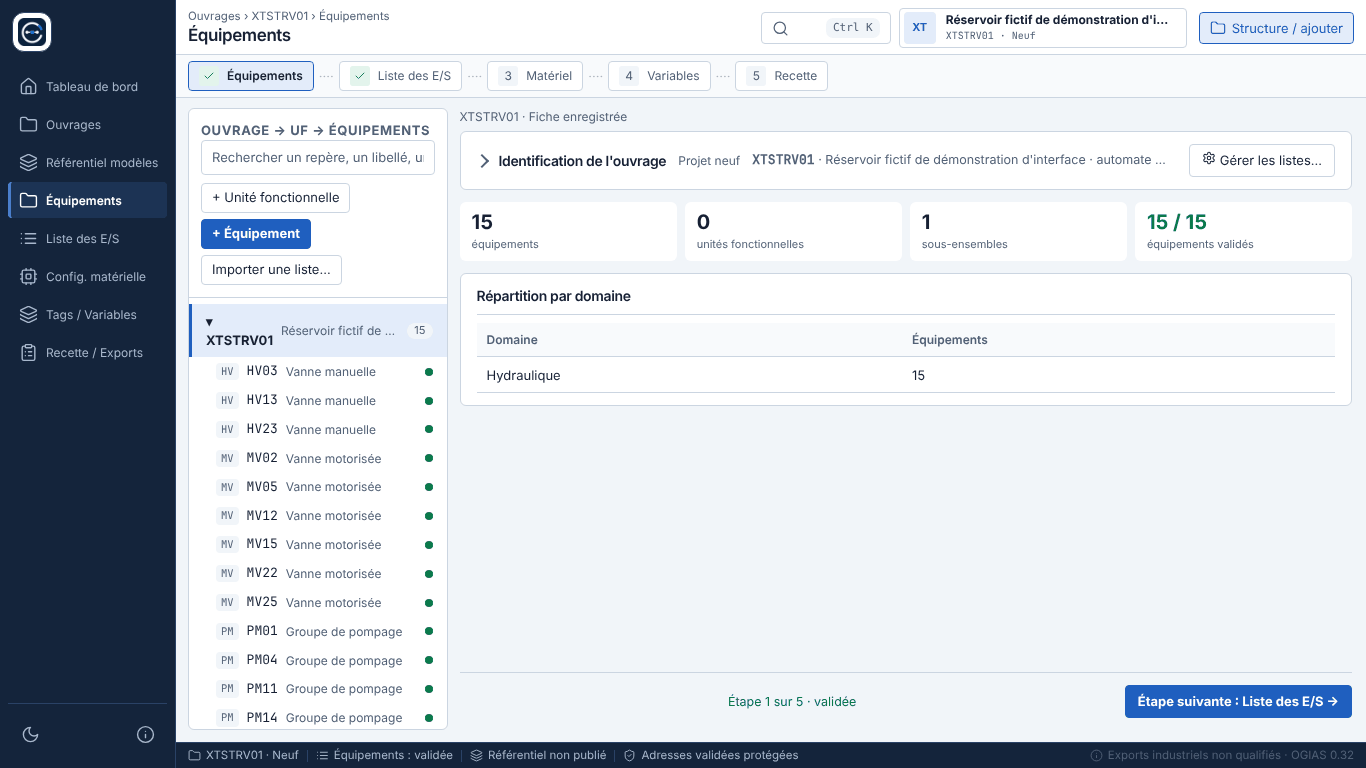 Ouvrages › XTSTRV01 › Équipements
Équipements
Ctrl K
XT
Réservoir fictif de démonstration d'i...
XTSTRV01 · Neuf
Structure / ajouter
Équipements
Liste des E/S
3 Matériel
4 Variables
5 Recette
Tableau de bord
Ouvrages
Référentiel modèles
Équipements
Liste des E/S
Config. matérielle
Tags / Variables
Recette / Exports
OUVRAGE → UF → ÉQUIPEMENTS
Rechercher un repère, un libellé, u
+ Unité fonctionnelle
+ Équipement
Importer une liste...
▼
XTSTRV01 Réservoir fictif de ... 15
HV HV03 Vanne manuelle
HV HV13 Vanne manuelle
HV HV23 Vanne manuelle
MV MV02 Vanne motorisée
MV MV05 Vanne motorisée
MV MV12 Vanne motorisée
MV MV15 Vanne motorisée
MV MV22 Vanne motorisée
MV MV25 Vanne motorisée
PM PM01 Groupe de pompage
PM PM04 Groupe de pompage
PM PM11 Groupe de pompage
PM PM14 Groupe de pompage
XTSTRV01 · Fiche enregistrée
Identification de l'ouvrage Projet neuf XTSTRV01 · Réservoir fictif de démonstration d'interface · automate ...
Gérer les listes...
15
équipements
0
unités fonctionnelles
1
sous-ensembles
15 / 15
équipements validés
Répartition par domaine
Domaine Équipements
Hydraulique 15
Étape 1 sur 5 · validée
Étape suivante : Liste des E/S →
XTSTRV01 · Neuf
Équipements : validée
Référentiel non publié
Adresses validées protégées
Exports industriels non qualifiés · OGIAS 0.32